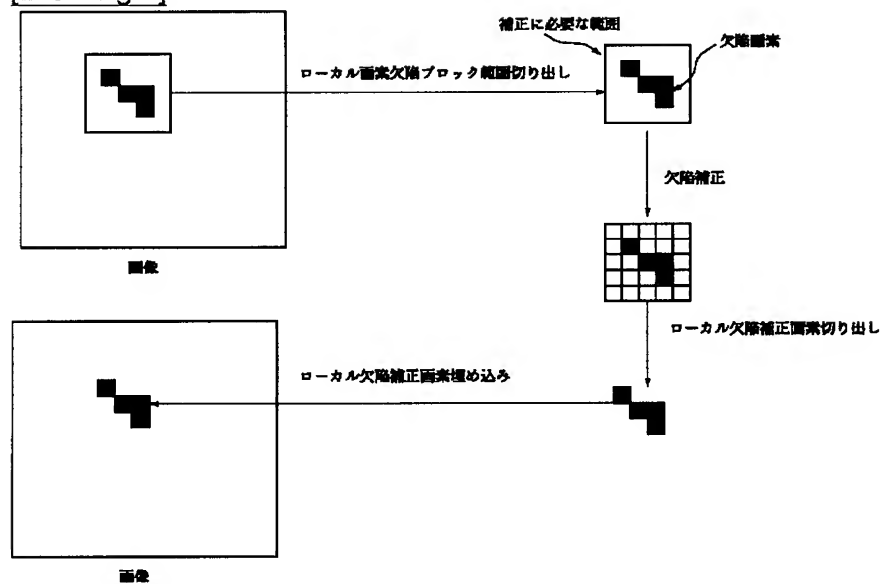 補正に必要な範囲
欠陥画素
ローカル画素欠陥ブロック範囲切り出し
欠陥補正
画像
ローカル欠陥補正画素切り出し
ローカル欠陥補正画素埋め込み
画像